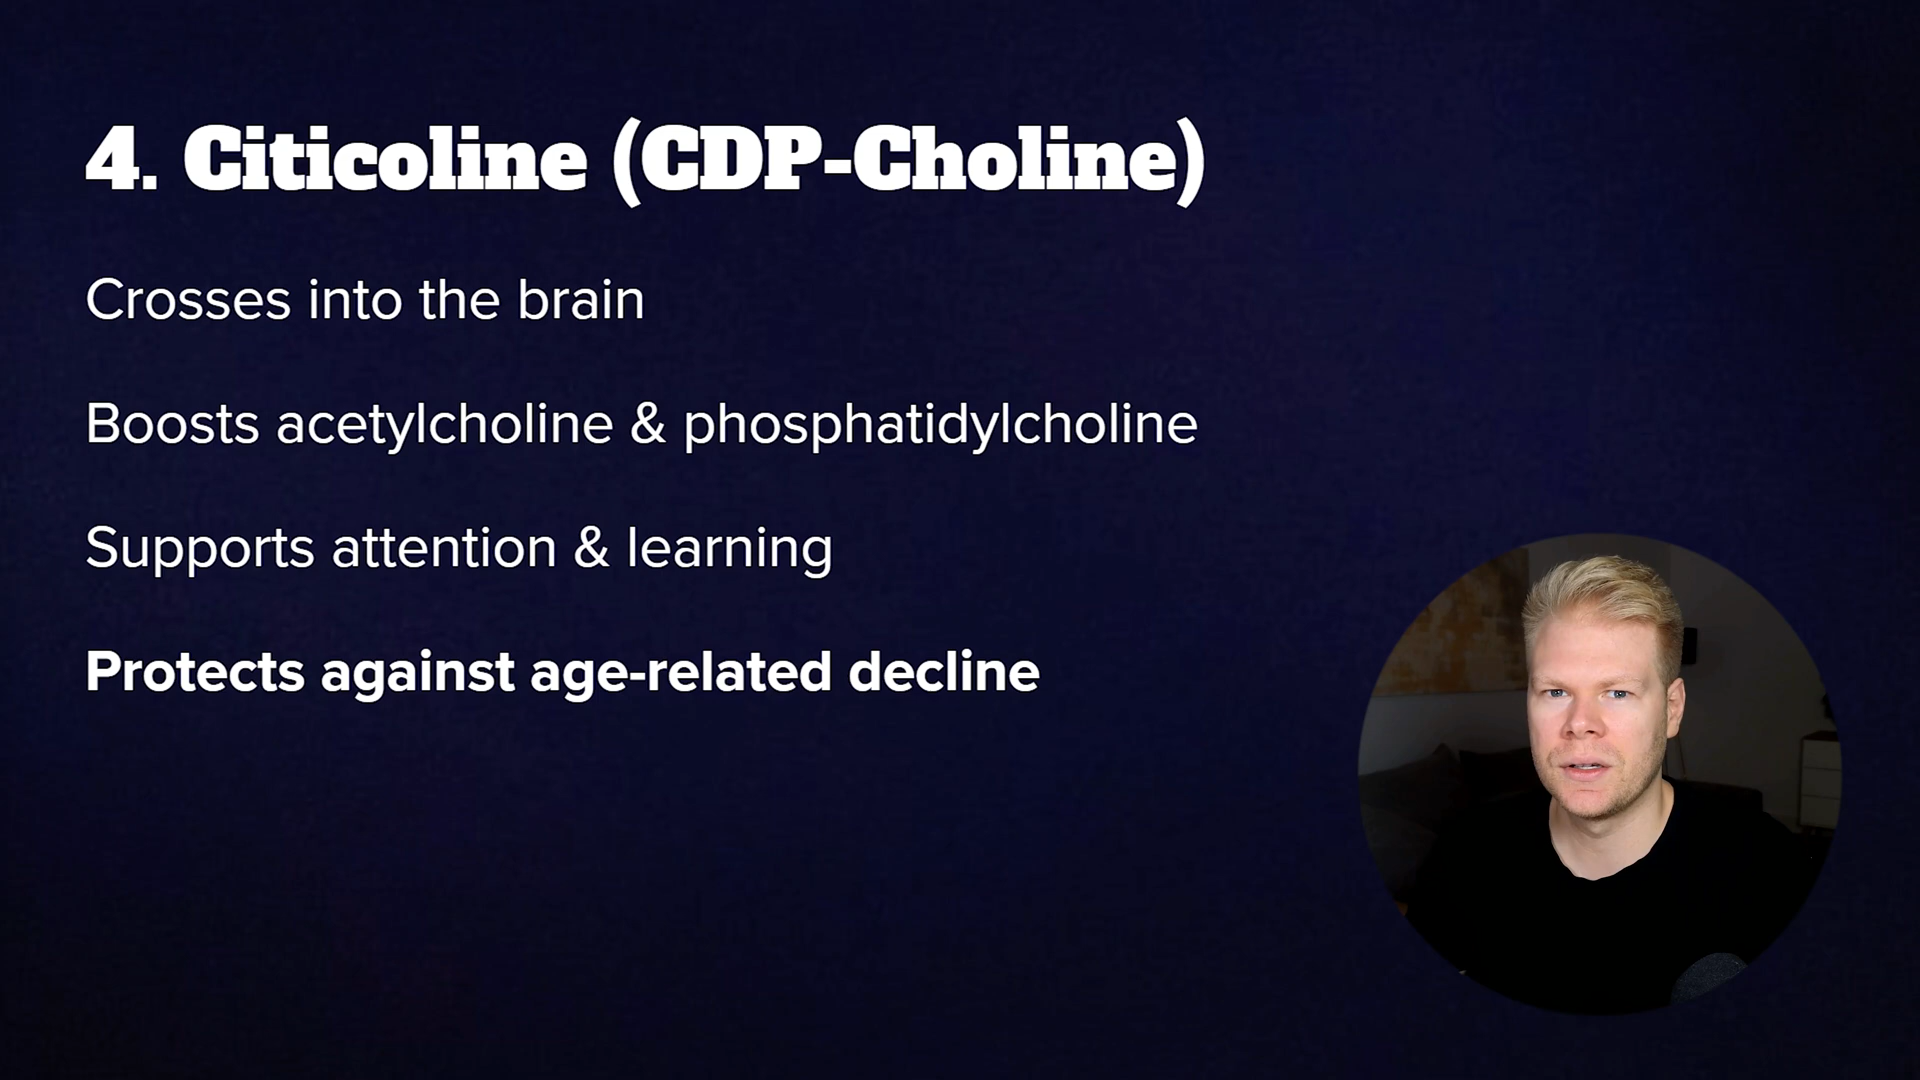 4. Citicoline (CDP-Choline)
Crosses into the brain
Boosts acetylcholine & phosphatidylcholine
Supports attention & learning
Protects against age-related decline